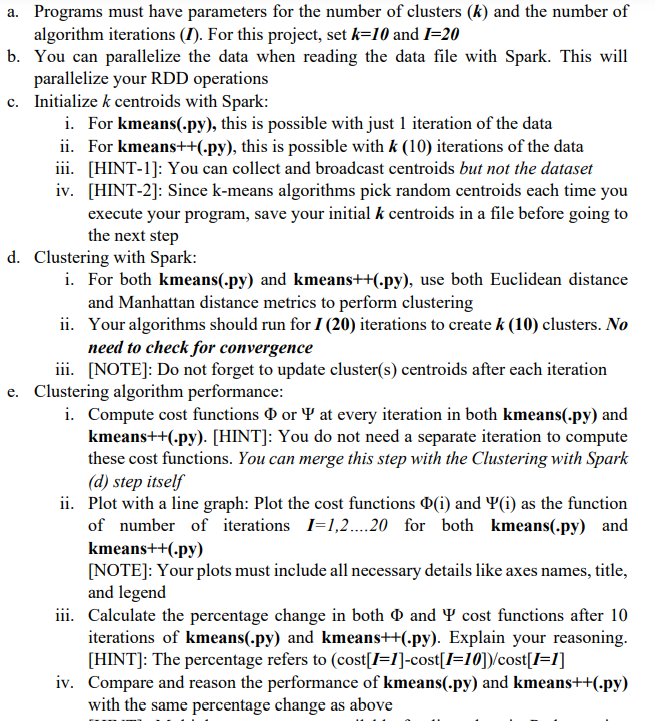 a. Programs must have parameters for the number of clusters (k) and the number of
algorithm iterations (I). For this project, set k=10 and I=20
b. You can parallelize the data when reading the data file with Spark. This will
parallelize your RDD operations
c. Initialize k centroids with Spark:
i. For kmeans(.py), this is possible with just 1 iteration of the data
ii. For kmeans++(.py), this is possible with k (10) iterations of the data
iii. [HINT-1]: You can collect and broadcast centroids but not the dataset
iv. [HINT-2]: Since k-means algorithms pick random centroids each time you
execute your program, save your initial k centroids in a file before going to
the next step
d. Clustering with Spark:
i. For both kmeans(.py) and kmeans++(.py), use both Euclidean distance
and Manhattan distance metrics to perform clustering
ii. Your algorithms should run for I (20) iterations to create k (10) clusters. No
need to check for convergence
iii. [NOTE]: Do not forget to update cluster(s) centroids after each iteration
e. Clustering algorithm performance:
i. Compute cost functions Φ or Ψ at every iteration in both kmeans(.py) and
kmeans++(.py). [HINT]: You do not need a separate iteration to compute
these cost functions. You can merge this step with the Clustering with Spark
(d) step itself
ii. Plot with a line graph: Plot the cost functions Φ(i) and Ψ(i) as the function
of number of iterations I=1,2....20 for both kmeans(.py) and
kmeans++(.py)
[NOTE]: Your plots must include all necessary details like axes names, title,
and legend
iii. Calculate the percentage change in both Φ and Ψ cost functions after 10
iterations of kmeans(.py) and kmeans++(.py). Explain your reasoning.
[HINT]: The percentage refers to (cost[I=1]-cost[I=10])/cost[I=1]
iv. Compare and reason the performance of kmeans(.py) and kmeans++(.py)
with the same percentage change as above